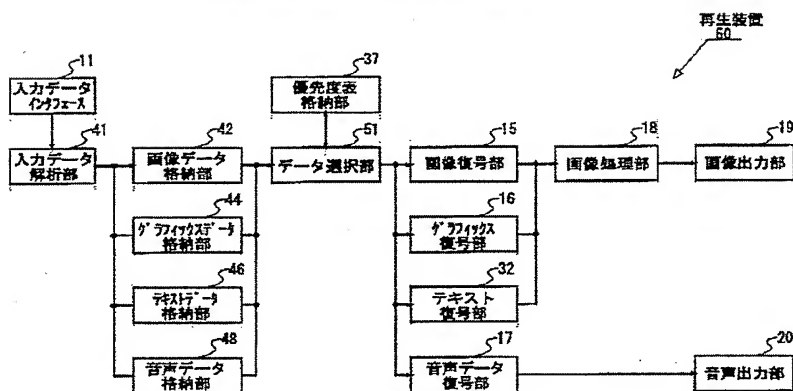 再生装置
60
11
入力データ
インタフェース
41
入力データ
解析部
42
画像データ
格納部
44
グラフィックスデータ
格納部
46
テキストデータ
格納部
48
音声データ
格納部
37
優先度表
格納部
51
データ選択部
15
画像復号部
16
グラフィックス
復号部
32
テキスト
復号部
17
音声データ
復号部
18
画像処理部
19
画像出力部
20
音声出力部